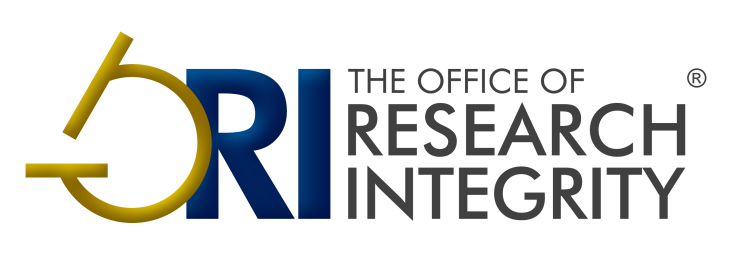 ORI
THE OFFICE OF
RESEARCH
INTEGRITY
®